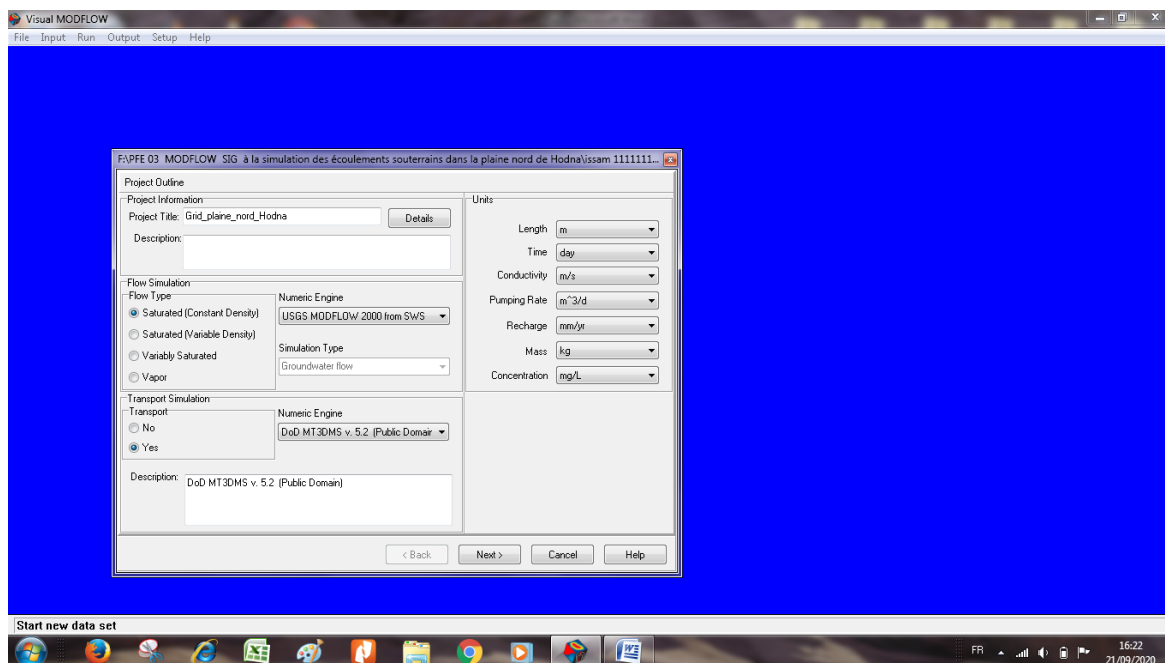 Visual MODFLOW
File Input Run Output Setup Help
F:\PFE 03 MODFLOW SIG à la simulation des écoulements souterrains dans la plaine nord de Hodna\issam 1111111...
Project Outline
Project Information
Project Title: Grid_plaine_nord_Hodna
Details
Description:
Flow Simulation
Flow Type
Saturated (Constant Density)
Saturated (Variable Density)
Variably Saturated
Vapor
Numeric Engine
USGS MODFLOW 2000 from SWS
Simulation Type
Groundwater flow
Transport Simulation
Transport
No
Yes
Numeric Engine
DoD MT3DMS v. 5.2 (Public Domair
Description: DoD MT3DMS v. 5.2 (Public Domain)
Units
Length m
Time day
Conductivity m/s
Pumping Rate m^3/d
Recharge mm/yr
Mass kg
Concentration mg/L
< Back Next > Cancel Help
Start new data set
FR
16:22
21/09/2020